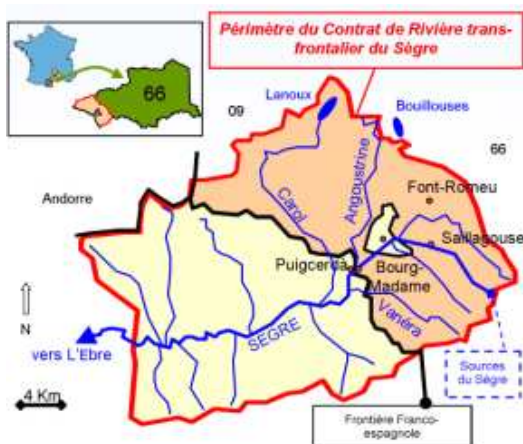 Périmètre du Contrat de Rivière trans-
frontalier du Sègre
66
Lanoux
09
Bouillouses
66
Andorre
Font-Romeu
Carol
Angoustrine
Saillagouse
Puigcerda
Bourg-
Madame
N
SEGRE
Vanéra
vers L'Ebre
Sources
du Sègre
4 Km
Frontière Franco-
espagnole